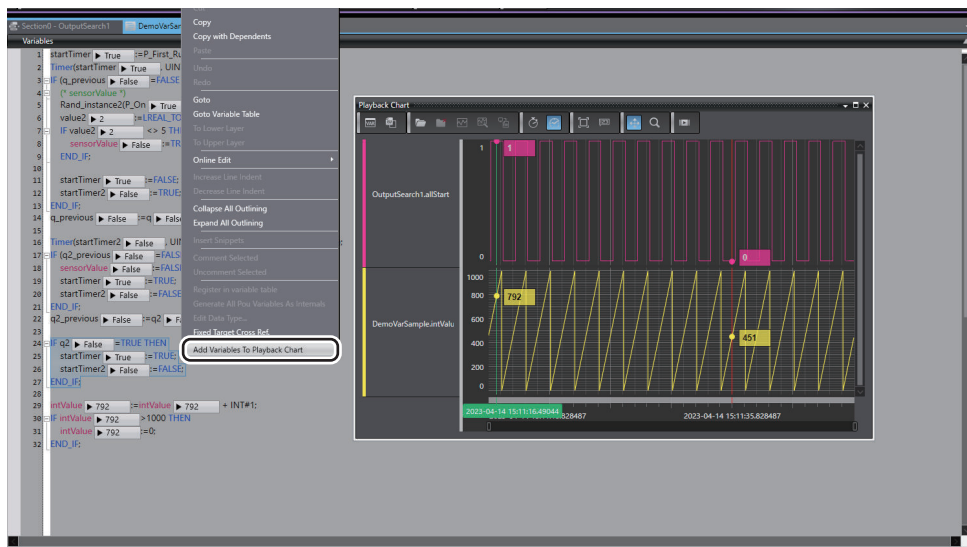 Section0 - OutputSearch1 DemoVarSar
Variables
1 startTimer ▶ True :=P_First_Ru
2 Timer(startTimer ▶ True , UIN
3 IF (q_previous ▶ False =FALSE
4 (* sensorValue *)
5 Rand_instance2(P_On ▶ True
6 value2 ▶ 2 :=LREAL_TO
7 IF value2 ▶ 2 <> 5 THE
8 sensorValue ▶ False :=TR
9 END_IF;
10
11 startTimer ▶ True :=FALSE;
12 startTimer2 ▶ False :=TRUE;
13 END_IF;
14 q_previous ▶ False :=q ▶ False
15
16 Timer(startTimer2 ▶ False , UIN
17 IF (q2_previous ▶ False =FALS
18 sensorValue ▶ False :=FALS
19 startTimer ▶ True :=TRUE;
20 startTimer2 ▶ False :=FALSE
21 END_IF;
22 q2_previous ▶ False :=q2 ▶ Fa
23
24 IF q2 ▶ False =TRUE THEN
25 startTimer ▶ True :=TRUE;
26 startTimer2 ▶ False :=FALSE;
27 END_IF;
28
29 intValue ▶ 792 :=intValue ▶ 792 + INT#1;
30 IF intValue ▶ 792 >1000 THEN
31 intValue ▶ 792 :=0;
32 END_IF;
Copy
Copy with Dependents
Paste
Undo
Redo
Goto
Goto Variable Table
To Lower Layer
To Upper Layer
Online Edit
Increase Line Indent
Decrease Line Indent
Collapse All Outlining
Expand All Outlining
Insert Snippets
Comment Selected
Uncomment Selected
Register in variable table
Generate All Pou Variables As Internals
Edit Data Type...
Fixed Target Cross Ref.
Add Variables To Playback Chart
Playback Chart
OutputSearch1.allStart
1
1
0
0
DemoVarSample.intValu
1000
800
600
400
200
0
792
451
2023-04-14 15:11:16.49044
828487
2023-04-14 15:11:35.828487